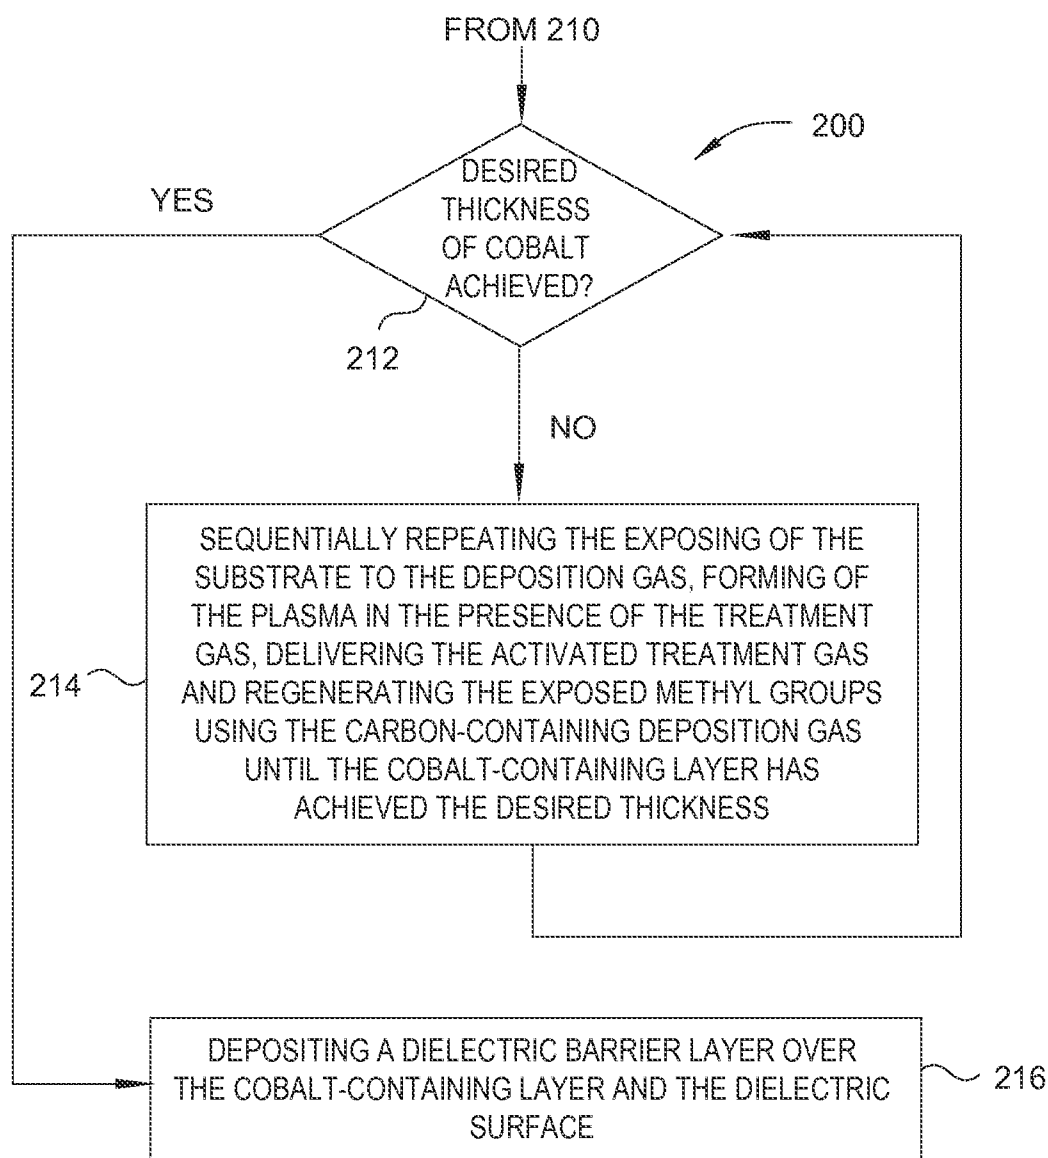 FROM 210
200
YES
DESIRED
THICKNESS
OF COBALT
ACHIEVED?
212
NO
SEQUENTIALLY REPEATING THE EXPOSING OF THE
SUBSTRATE TO THE DEPOSITION GAS, FORMING OF
THE PLASMA IN THE PRESENCE OF THE TREATMENT
GAS, DELIVERING THE ACTIVATED TREATMENT GAS
AND REGENERATING THE EXPOSED METHYL GROUPS
USING THE CARBON-CONTAINING DEPOSITION GAS
UNTIL THE COBALT-CONTAINING LAYER HAS
ACHIEVED THE DESIRED THICKNESS
214
DEPOSITING A DIELECTRIC BARRIER LAYER OVER
THE COBALT-CONTAINING LAYER AND THE DIELECTRIC
SURFACE
216